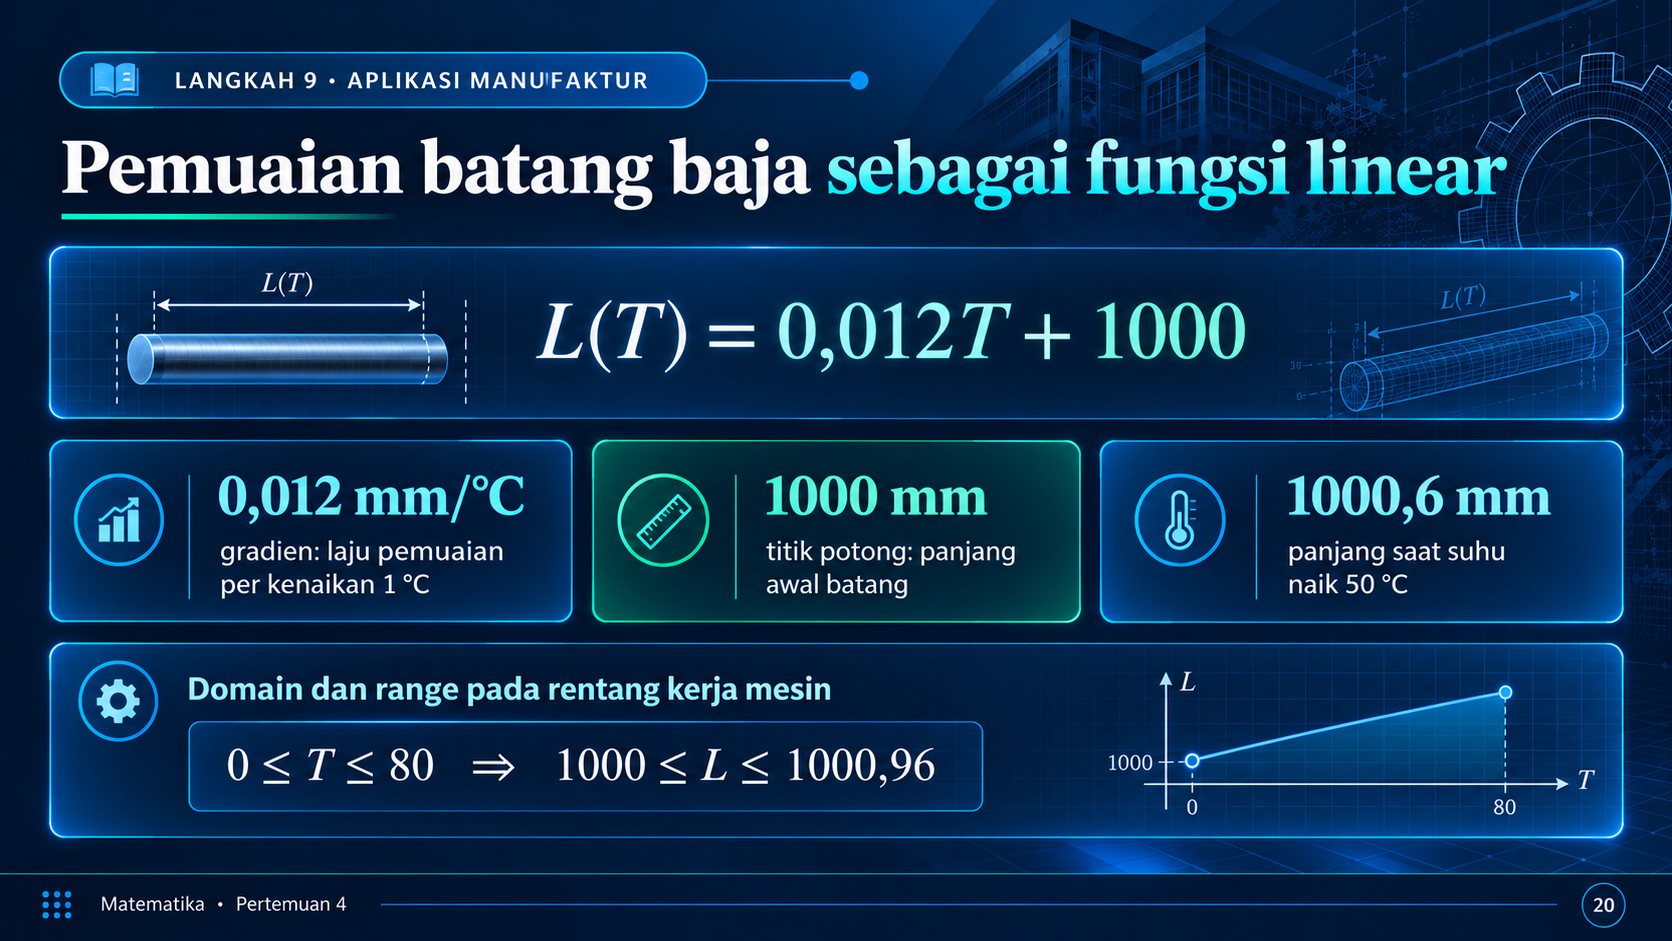 LANGKAH 9 • APLIKASI MANUFAKTUR
Pemuaian batang baja sebagai fungsi linear
L(T)
L(T) = 0,012T + 1000
L(T)
0,012 mm/°C
gradien: laju pemuaian
per kenaikan 1 °C
1000 mm
titik potong: panjang
awal batang
1000,6 mm
panjang saat suhu
naik 50 °C
Domain dan range pada rentang kerja mesin
0 ≤ T ≤ 80 ⇒ 1000 ≤ L ≤ 1000,96
L
1000
T
0
80
Matematika • Pertemuan 4
20